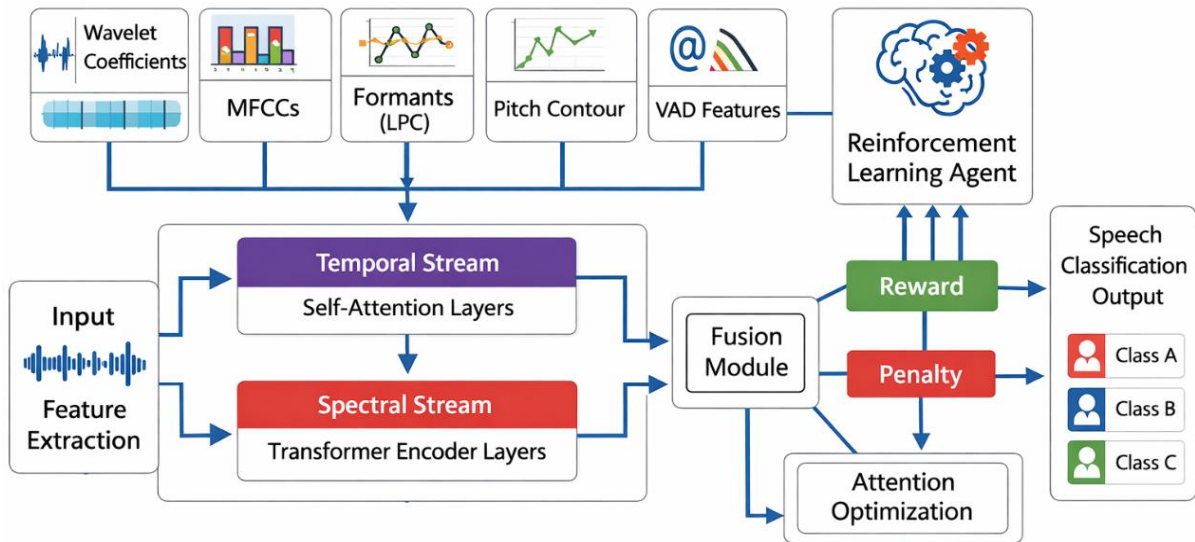 Wavelet
Coefficients
MFCCs
Formants
(LPC)
Pitch Contour
@
VAD Features
Reinforcement
Learning Agent
Input
Feature
Extraction
Temporal Stream
Self-Attention Layers
Spectral Stream
Transformer Encoder Layers
Fusion
Module
Reward
Penalty
Attention
Optimization
Speech
Classification
Output
Class A
Class B
Class C